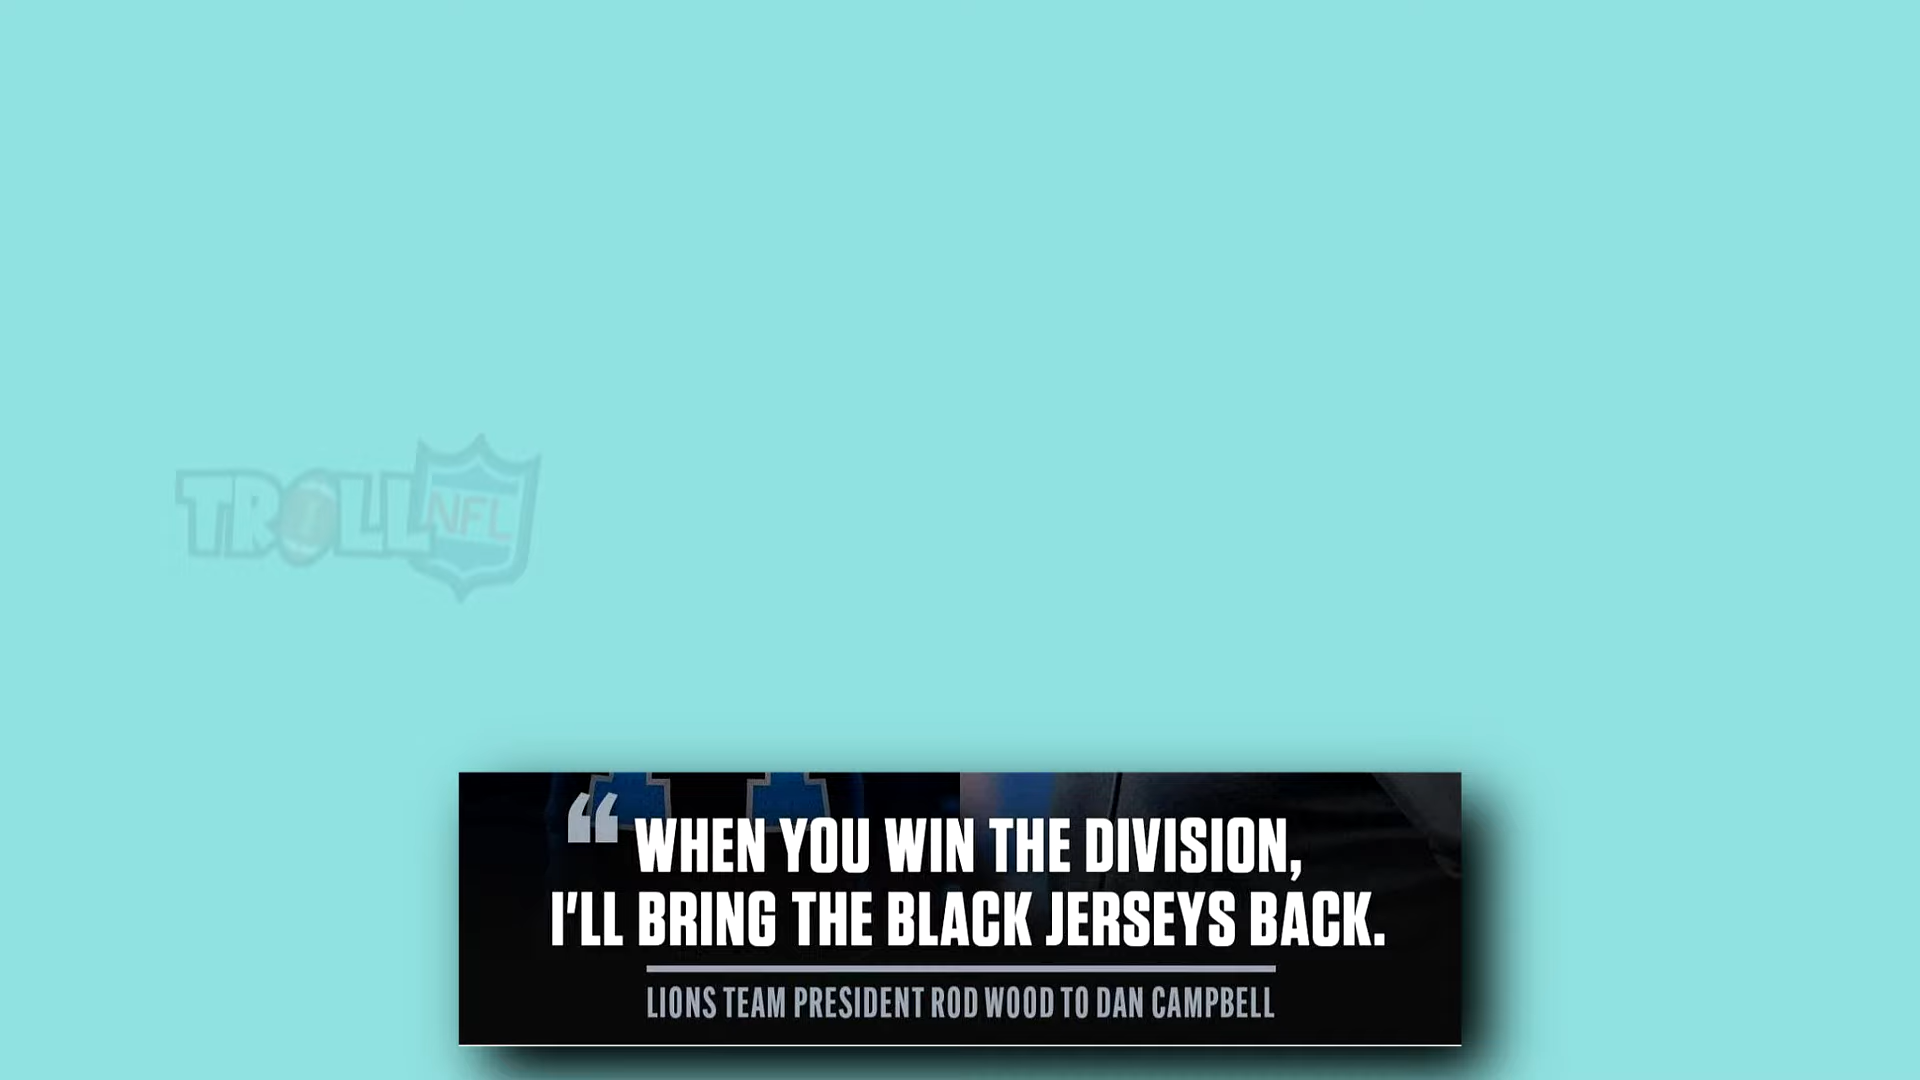 TROLL NFL
“ WHEN YOU WIN THE DIVISION,
I'LL BRING THE BLACK JERSEYS BACK.
LIONS TEAM PRESIDENT ROD WOOD TO DAN CAMPBELL